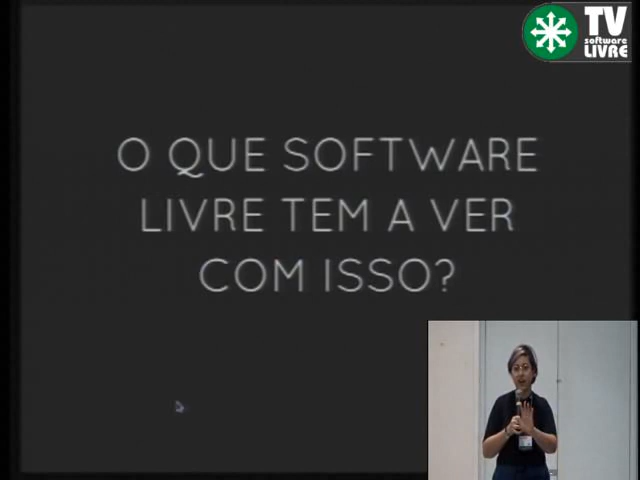 TV
software
LIVRE
O QUE SOFTWARE
LIVRE TEM A VER
COM ISSO?